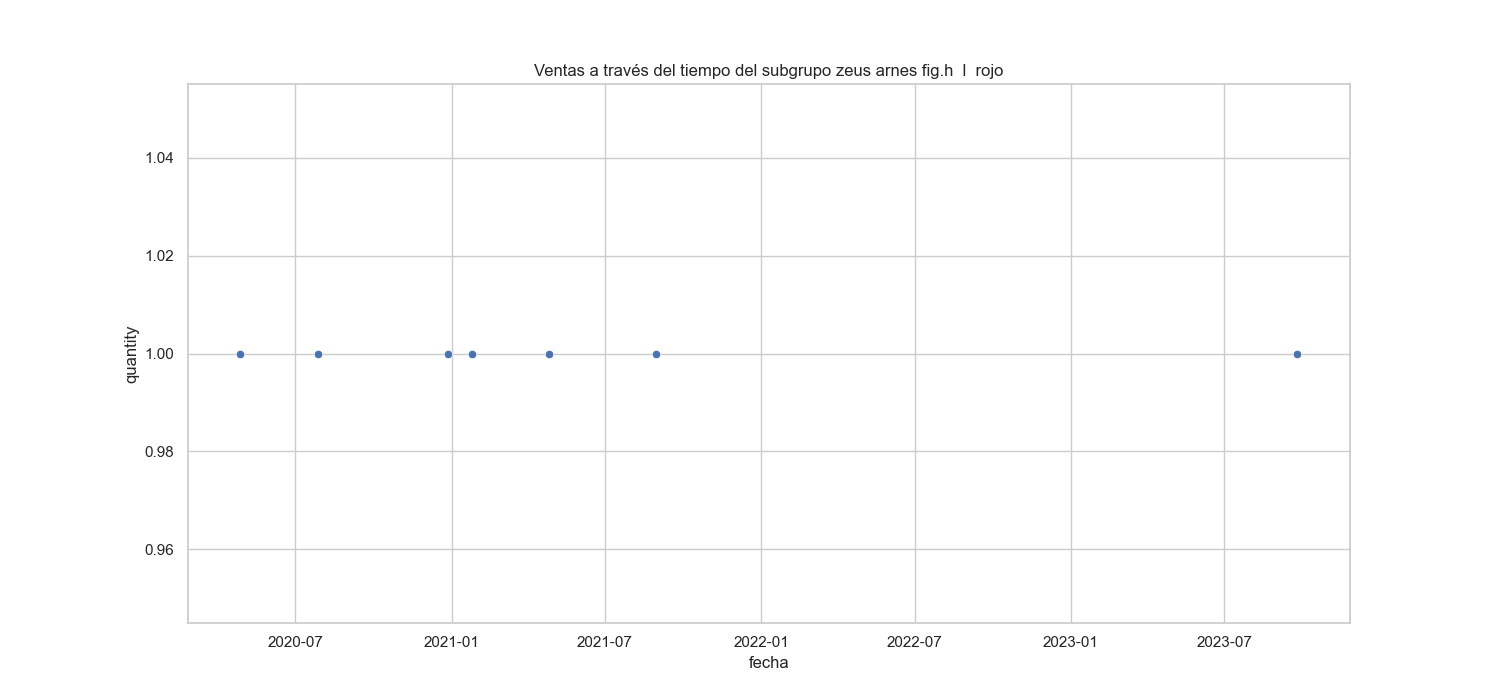 Ventas a través del tiempo del subgrupo zeus arnes fig.h  l  rojo
1.04
1.02
1.00
0.98
0.96
quantity
2020-07 2021-01 2021-07 2022-01 2022-07 2023-01 2023-07
fecha